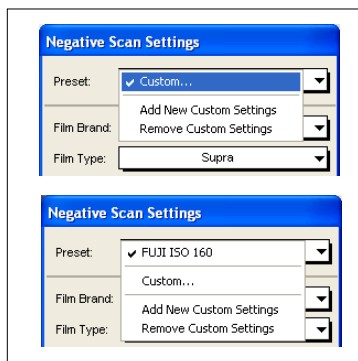 Negative Scan Settings
Preset: ✓ Custom...
Add New Custom Settings
Film Brand: Remove Custom Settings
Film Type: Supra
Negative Scan Settings
Preset: ✓ FUJI ISO 160
Custom...
Film Brand:
Add New Custom Settings
Film Type: Remove Custom Settings